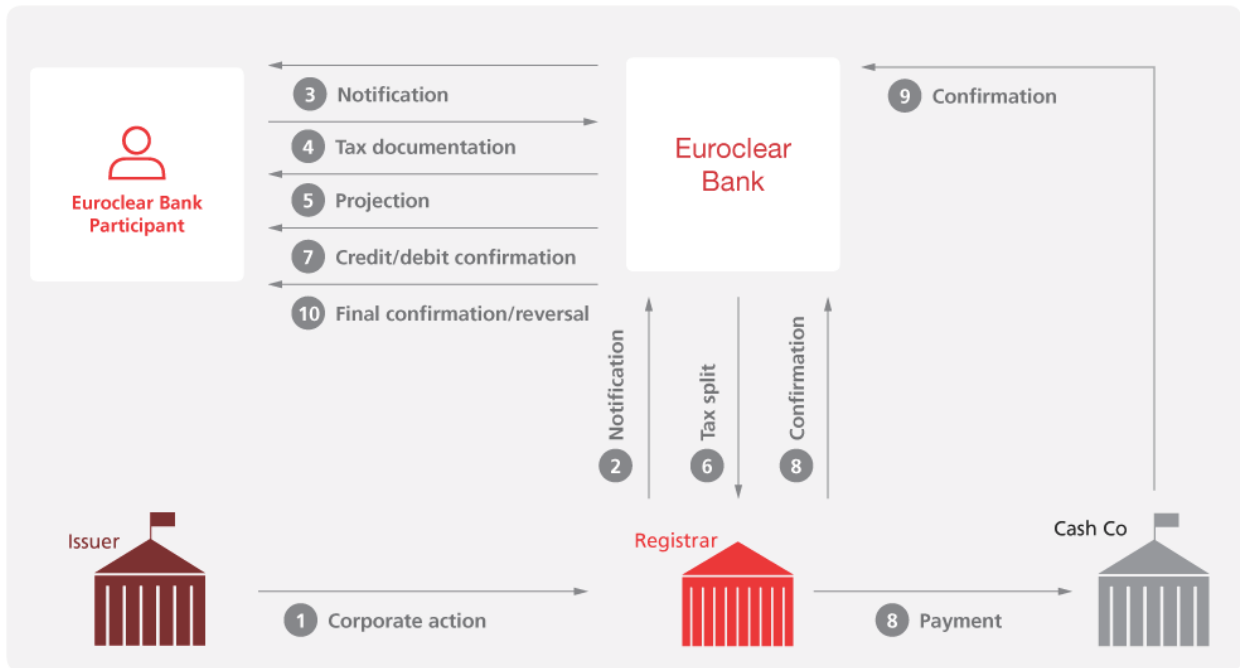 3 Notification
9 Confirmation
4 Tax documentation
Euroclear
Bank
Euroclear Bank
Participant
5 Projection
7 Credit/debit confirmation
10 Final confirmation/reversal
2 Notification
6 Tax split
8 Confirmation
Issuer
Registrar
Cash Co
1 Corporate action
8 Payment